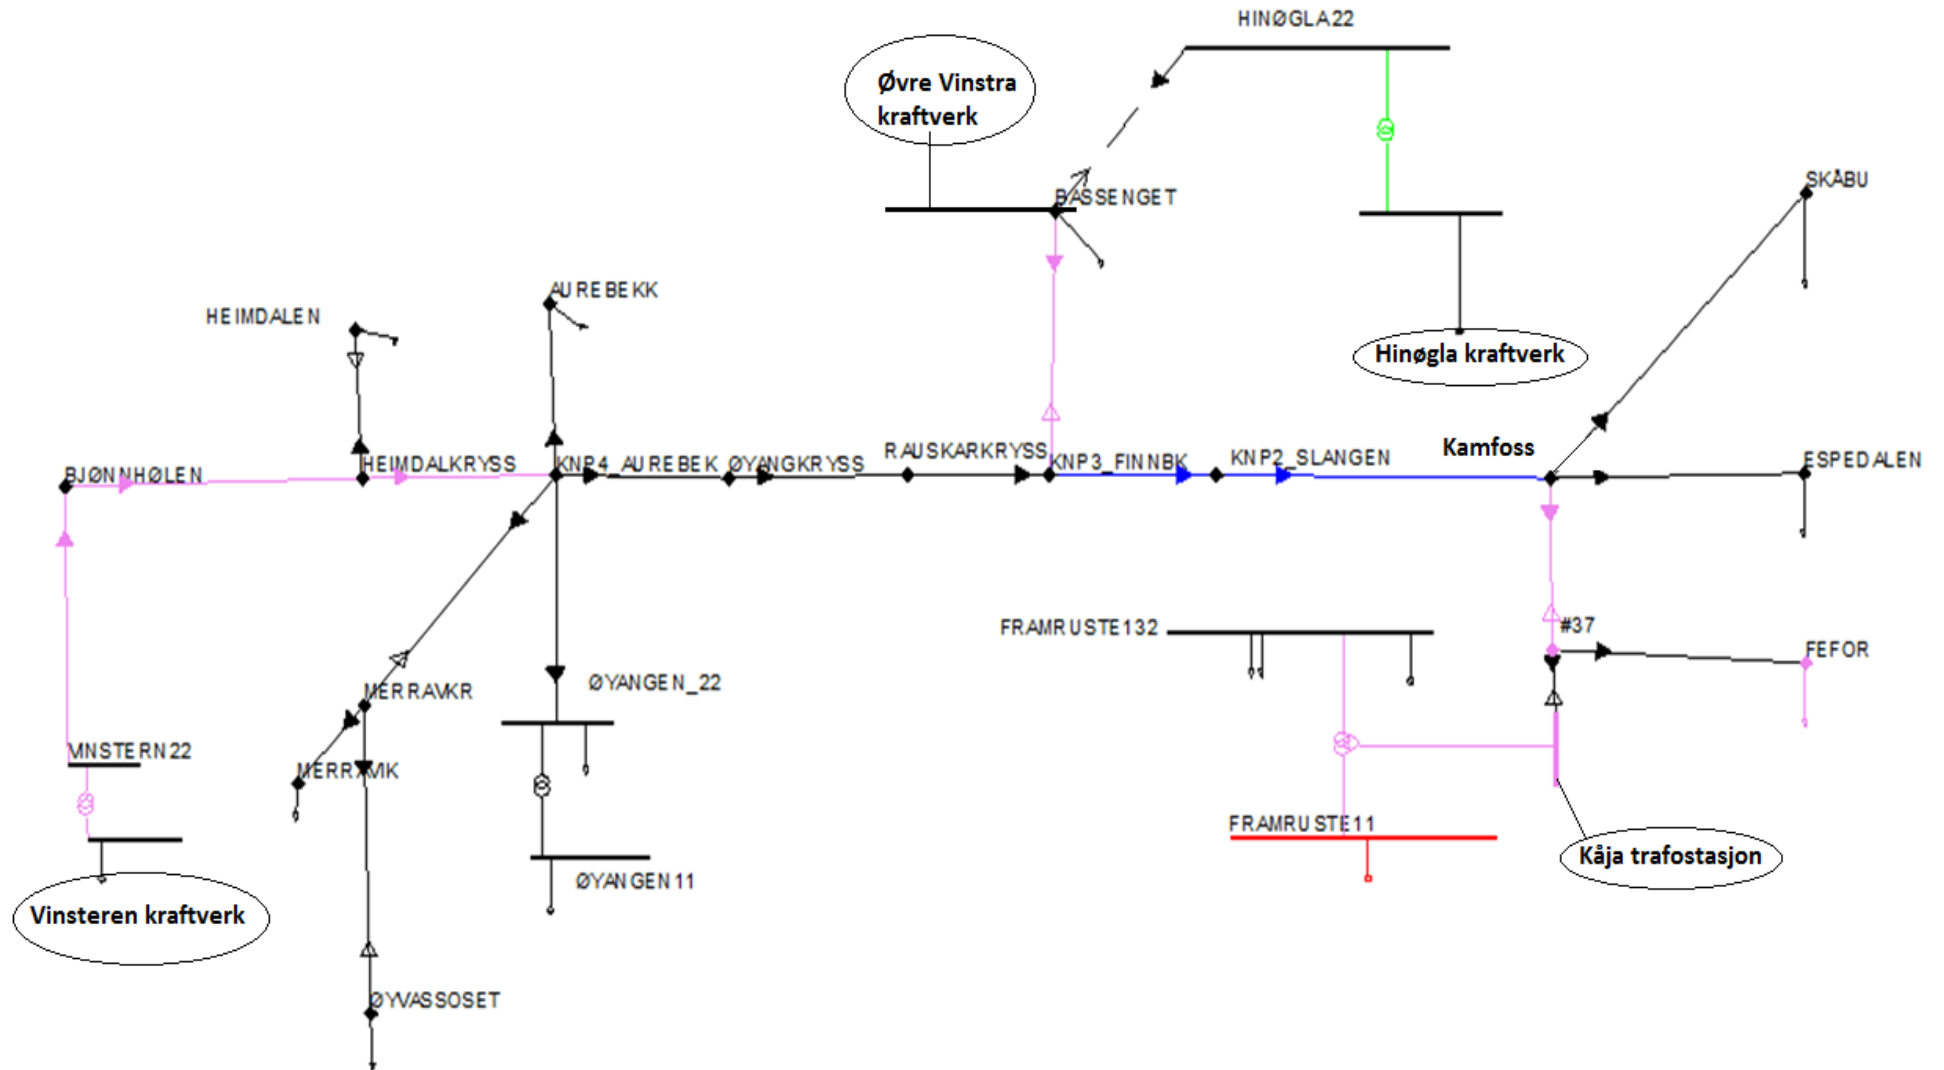 HINØGLA22
Øvre Vinstra
kraftverk
BASSENGET
SKÅBU
Hinøgla kraftverk
AUREBEKK
HEIMDALEN
RAUSKARKRYSS
Kamfoss
BJØNNHØLEN
HEIMDALKRYSS
KNP4_AUREBEK
ØYANGKRYSS
KNP3_FINNBK
KNP2_SLANGEN
ESPEDALEN
FRAMRUSTE132
#37
FEFOR
MERRAVKR
ØYANGEN_22
VINSTERN22
MERRAVIK
FRAMRUSTE11
Kåja trafostasjon
ØYANGEN11
Vinsteren kraftverk
ØYVASSOSET